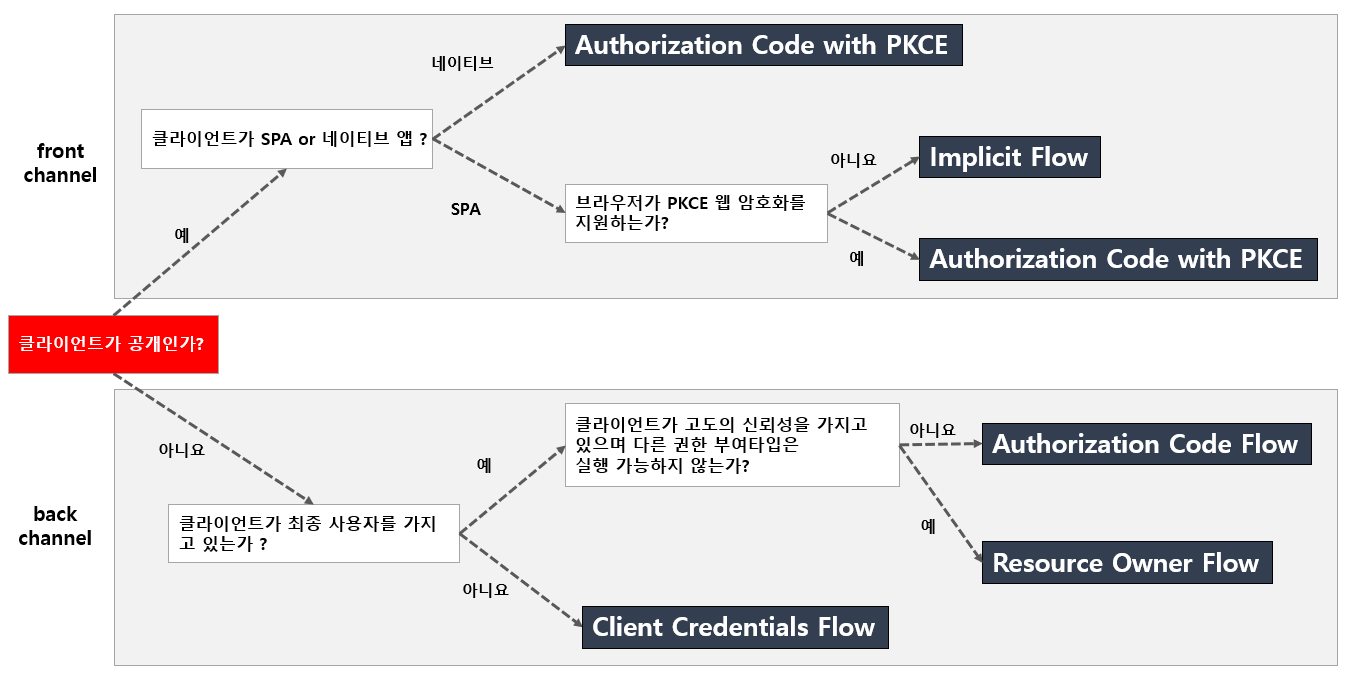 네이티브
Authorization Code with PKCE
front
channel
클라이언트가 SPA or 네이티브 앱 ?
SPA
브라우저가 PKCE 웹 암호화를
지원하는가?
아니요
Implicit Flow
예
Authorization Code with PKCE
예
클라이언트가 공개인가?
아니요
back
channel
클라이언트가 최종 사용자를 가지
고 있는가 ?
예
클라이언트가 고도의 신뢰성을 가지고
있으며 다른 권한 부여타입은
실행 가능하지 않는가?
아니요
Authorization Code Flow
예
Resource Owner Flow
아니요
Client Credentials Flow